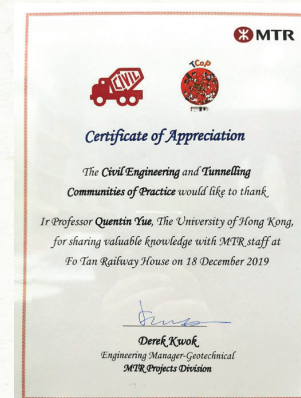 MTR
CIVIL
TCoP
Certificate of Appreciation
The Civil Engineering and Tunnelling
Communities of Practice would like to thank
Ir Professor Quentin Yue, The University of Hong Kong,
for sharing valuable knowledge with MTR staff at
Fo Tan Railway House on 18 December 2019
Derek Kwok
Engineering Manager-Geotechnical
MTR Projects Division